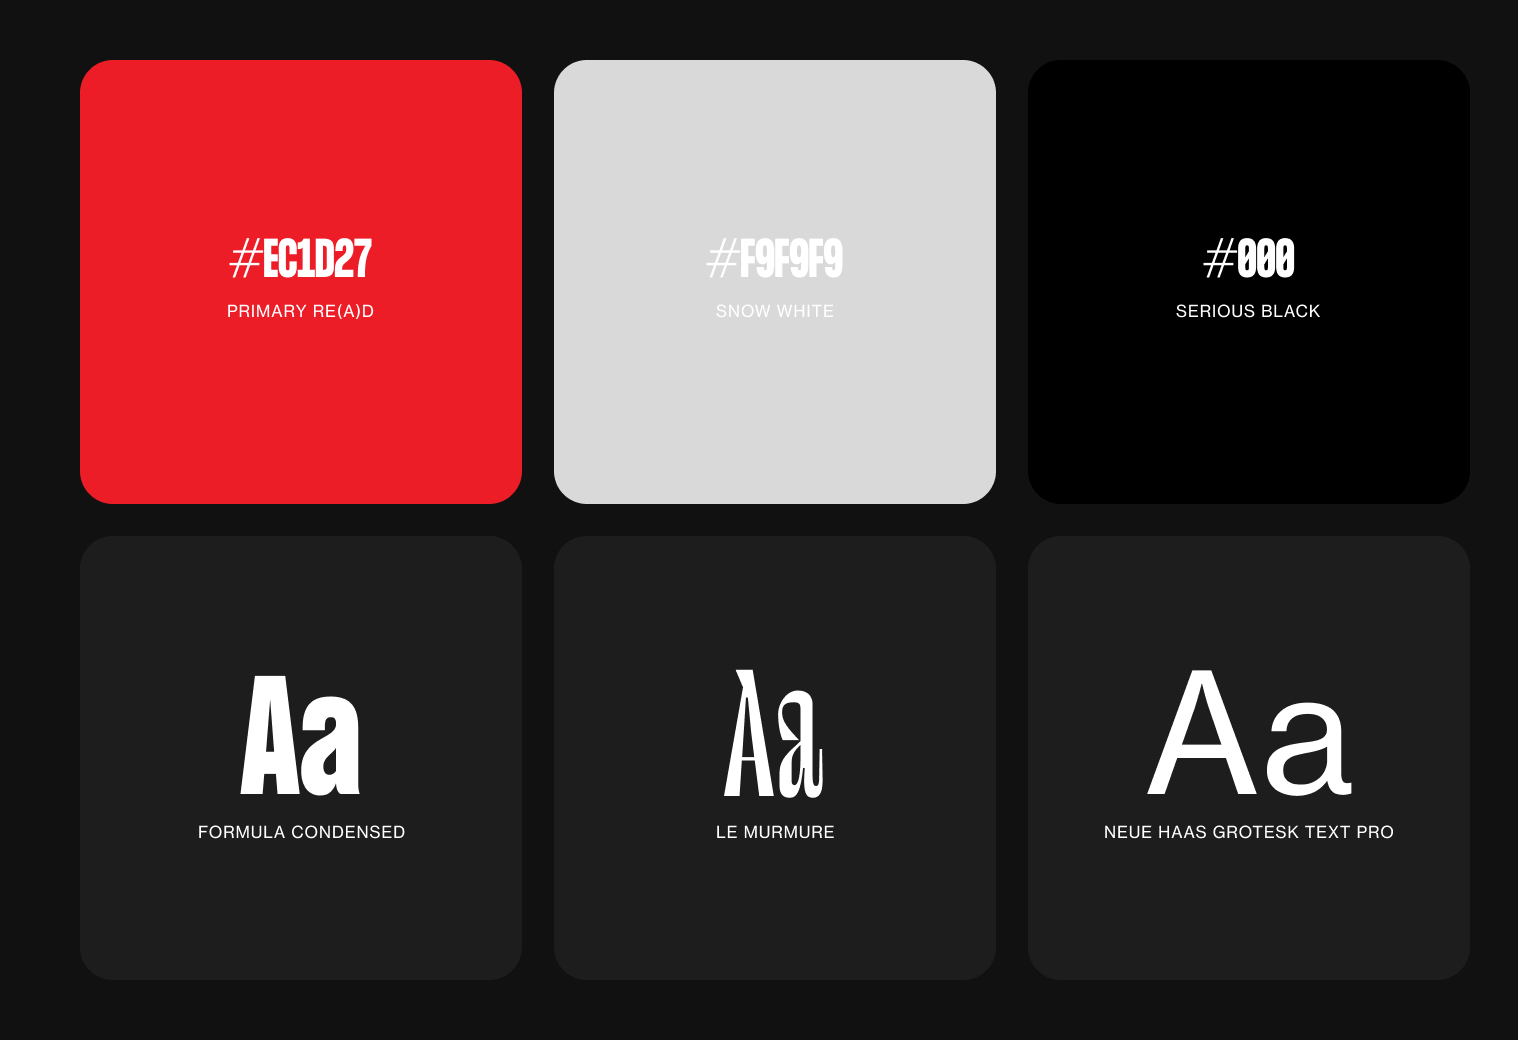 #EC1D27
PRIMARY RE(A)D
#F9F9F9
SNOW WHITE
#000
SERIOUS BLACK
Aa
FORMULA CONDENSED
Aa
LE MURMURE
Aa
NEUE HAAS GROTESK TEXT PRO